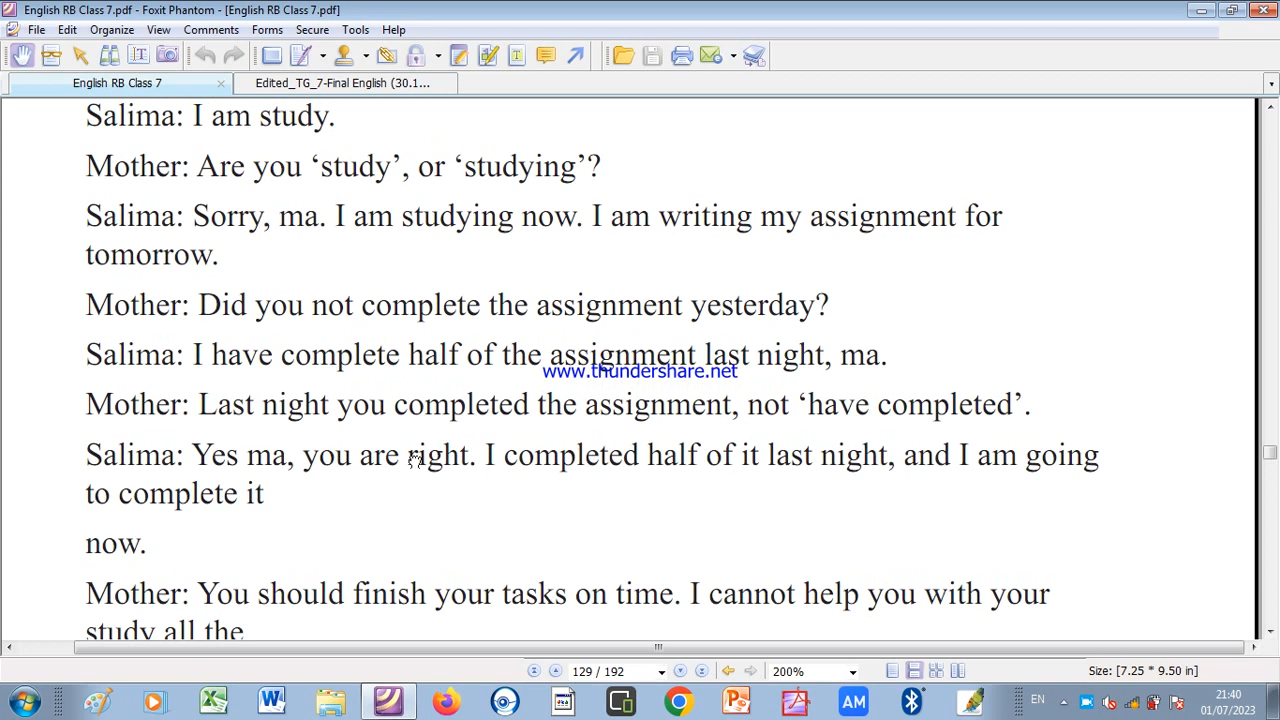 English RB Class 7.pdf - Foxit Phantom - [English RB Class 7.pdf]
File Edit Organize View Comments Forms Secure Tools Help
English RB Class 7
Edited_TG_7-Final English (30.1...
Salima: I am study.
Mother: Are you ‘study’, or ‘studying’?
Salima: Sorry, ma. I am studying now. I am writing my assignment for
tomorrow.
Mother: Did you not complete the assignment yesterday?
Salima: I have complete half of the assignment last night, ma.
www.thundershare.net
Mother: Last night you completed the assignment, not ‘have completed’.
Salima: Yes ma, you are right. I completed half of it last night, and I am going
to complete it
now.
Mother: You should finish your tasks on time. I cannot help you with your
study all the
129 / 192
200%
Size: [7.25 * 9.50 in]
AM
EN
21:40
01/07/2023